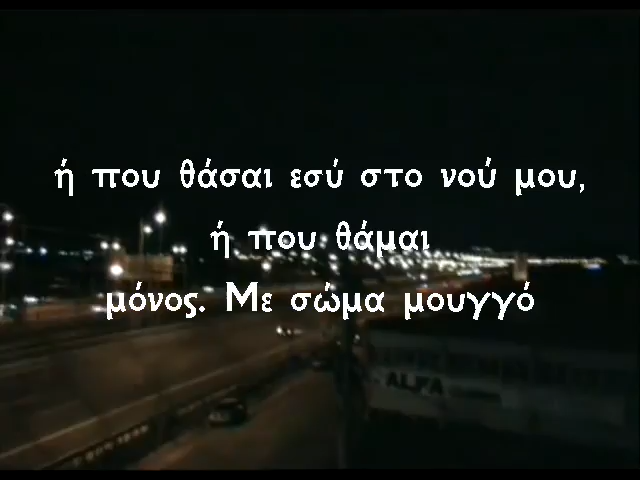 ή που θάσαι εσύ στο νού μου,
ή που θάμαι
μόνος. Με σώμα μουγγό
ALFA